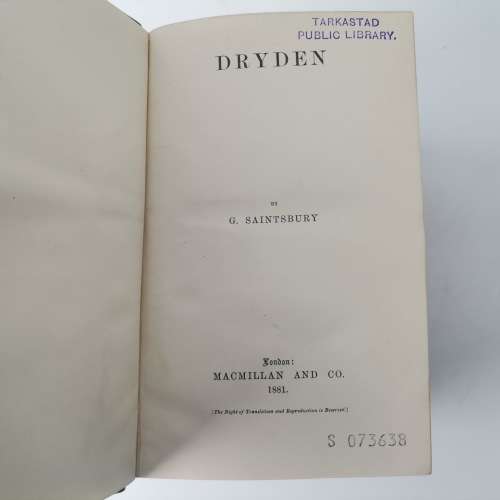 TARKASTAD
PUBLIC LIBRARY.
DRYDEN
BY
G. SAINTSBURY
London:
MACMILLAN AND CO.
1881.
[The Right of Translation and Reproduction is Reserved.]
S 073638